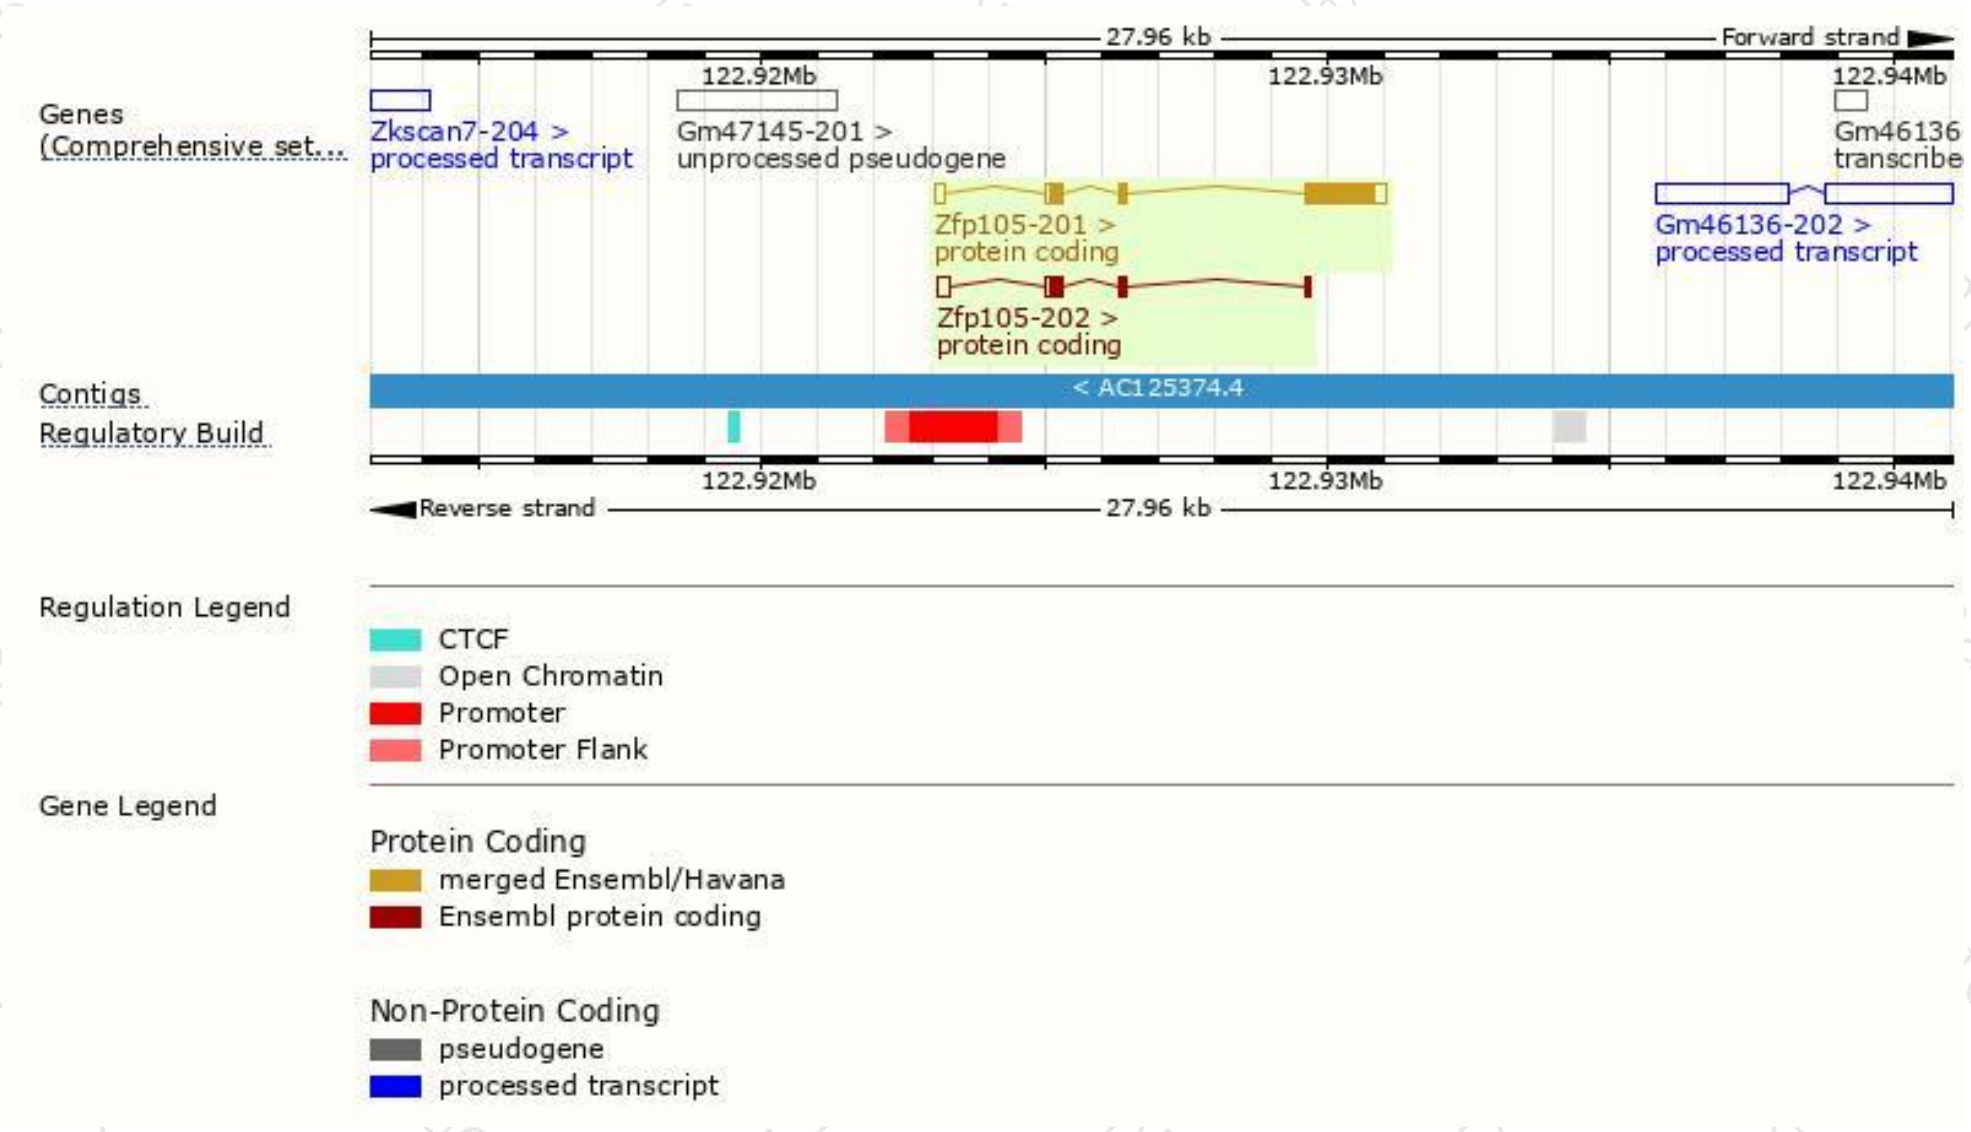 27.96 kb
Forward strand
122.92Mb 122.93Mb 122.94Mb
Genes
(Comprehensive set...
Zkscan7-204 >
processed transcript
Gm47145-201 >
unprocessed pseudogene
Gm46136
transcribe
Zfp105-201 >
protein coding
Gm46136-202 >
processed transcript
Zfp105-202 >
protein coding
Contigs
< AC125374.4
Regulatory Build
122.92Mb 122.93Mb 122.94Mb
Reverse strand
27.96 kb
Regulation Legend
CTCF
Open Chromatin
Promoter
Promoter Flank
Gene Legend
Protein Coding
merged Ensembl/Havana
Ensembl protein coding
Non-Protein Coding
pseudogene
processed transcript